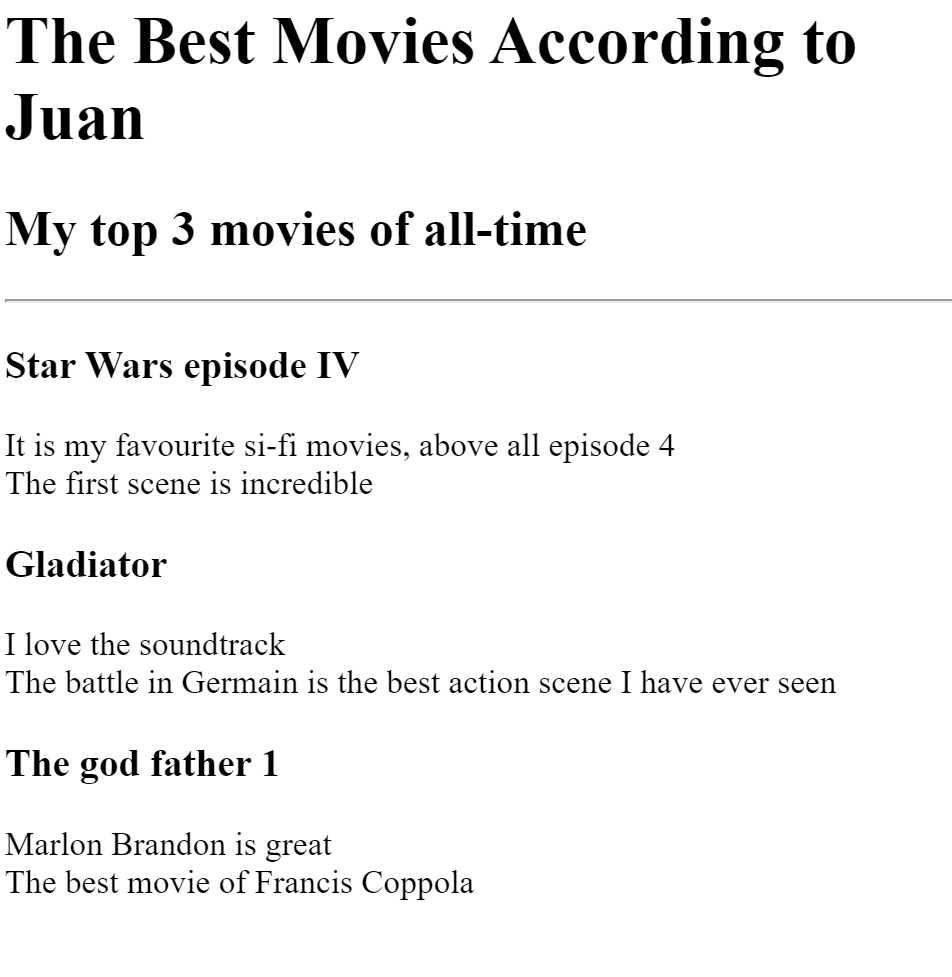 The Best Movies According to
Juan
My top 3 movies of all-time
Star Wars episode IV
It is my favourite si-fi movies, above all episode 4
The first scene is incredible
Gladiator
I love the soundtrack
The battle in Germain is the best action scene I have ever seen
The god father 1
Marlon Brandon is great
The best movie of Francis Coppola